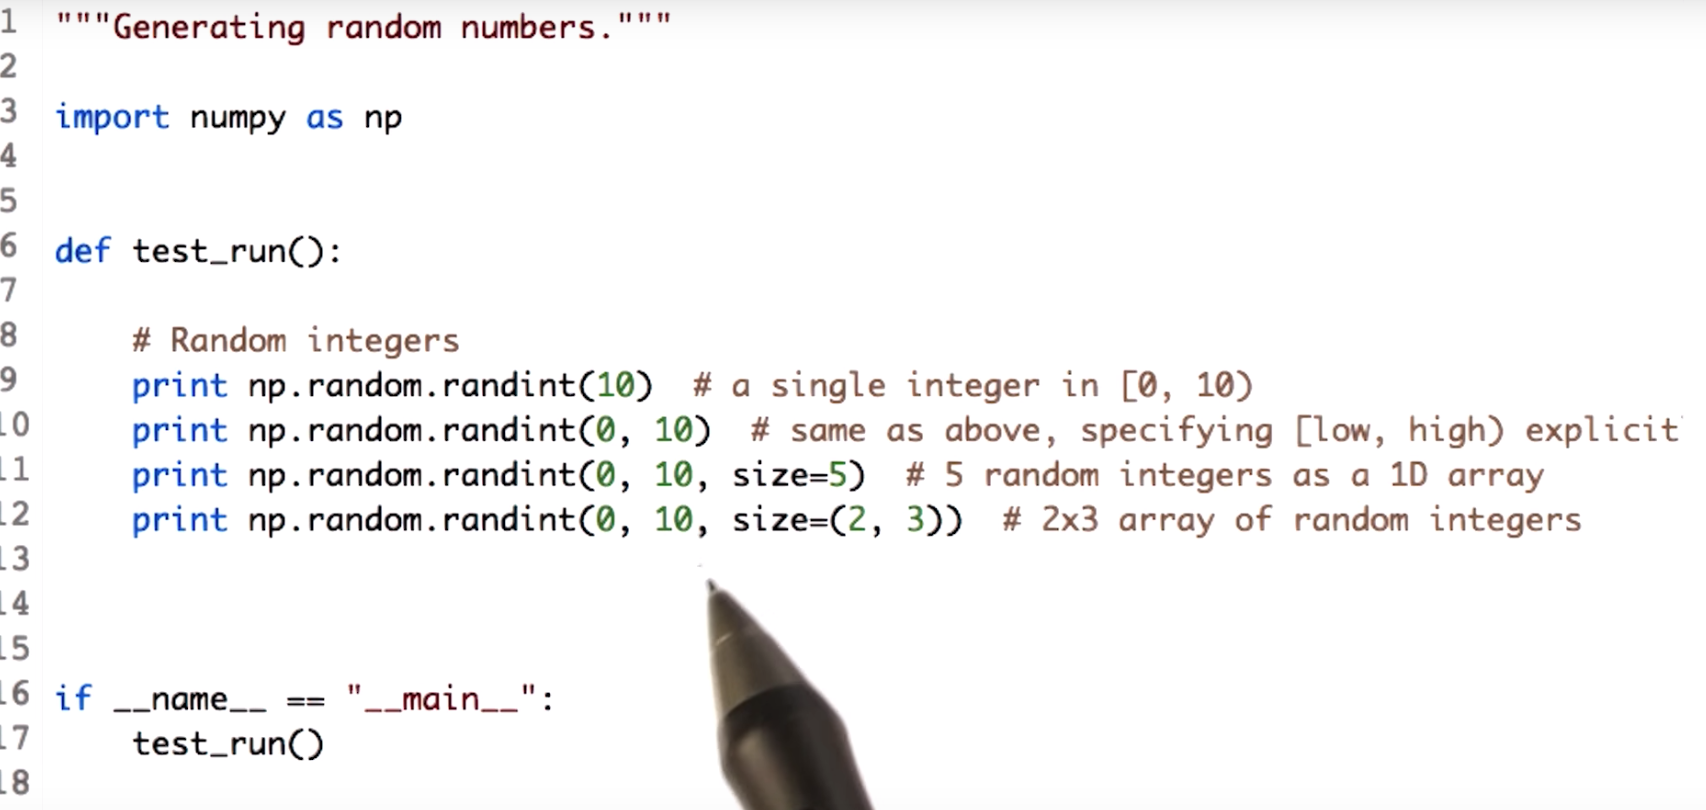 1 """Generating random numbers."""
2
3 import numpy as np
4
5
6 def test_run():
7
8     # Random integers
9     print np.random.randint(10)  # a single integer in [0, 10)
10     print np.random.randint(0, 10)  # same as above, specifying [low, high) explicit
11     print np.random.randint(0, 10, size=5)  # 5 random integers as a 1D array
12     print np.random.randint(0, 10, size=(2, 3))  # 2x3 array of random integers
13
14
15
16 if __name__ == "__main__":
17     test_run()
18